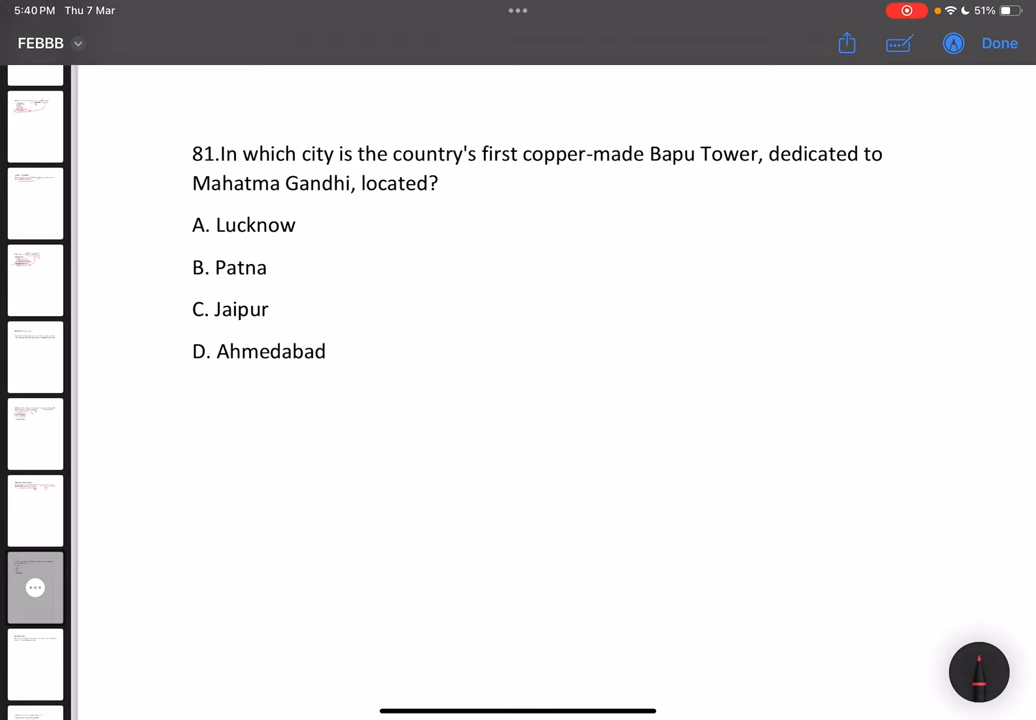 5:40 PM Thu 7 Mar
51%
FEBBB
Done
81.In which city is the country's first copper-made Bapu Tower, dedicated to
Mahatma Gandhi, located?
A. Lucknow
B. Patna
C. Jaipur
D. Ahmedabad